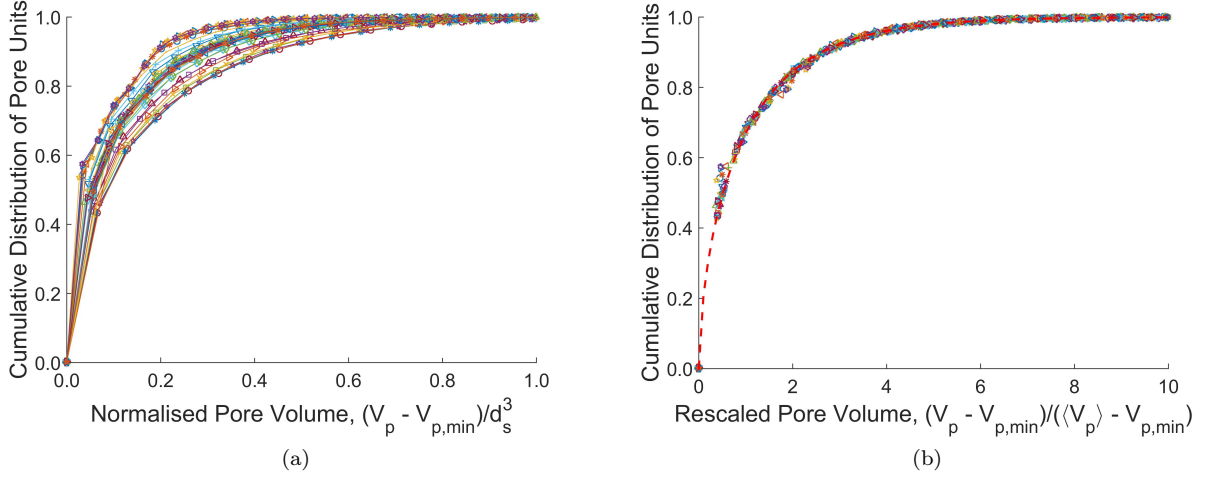 Cumulative Distribution of Pore Units
1.0
0.8
0.6
0.4
0.2
0.0
0.0 0.2 0.4 0.6 0.8 1.0
Normalised Pore Volume, (V_p - V_{p,min})/d_s^3
(a)
Cumulative Distribution of Pore Units
1.0
0.8
0.6
0.4
0.2
0.0
0 2 4 6 8 10
Rescaled Pore Volume, (V_p - V_{p,min})/(⟨V_p⟩ - V_{p,min})
(b)